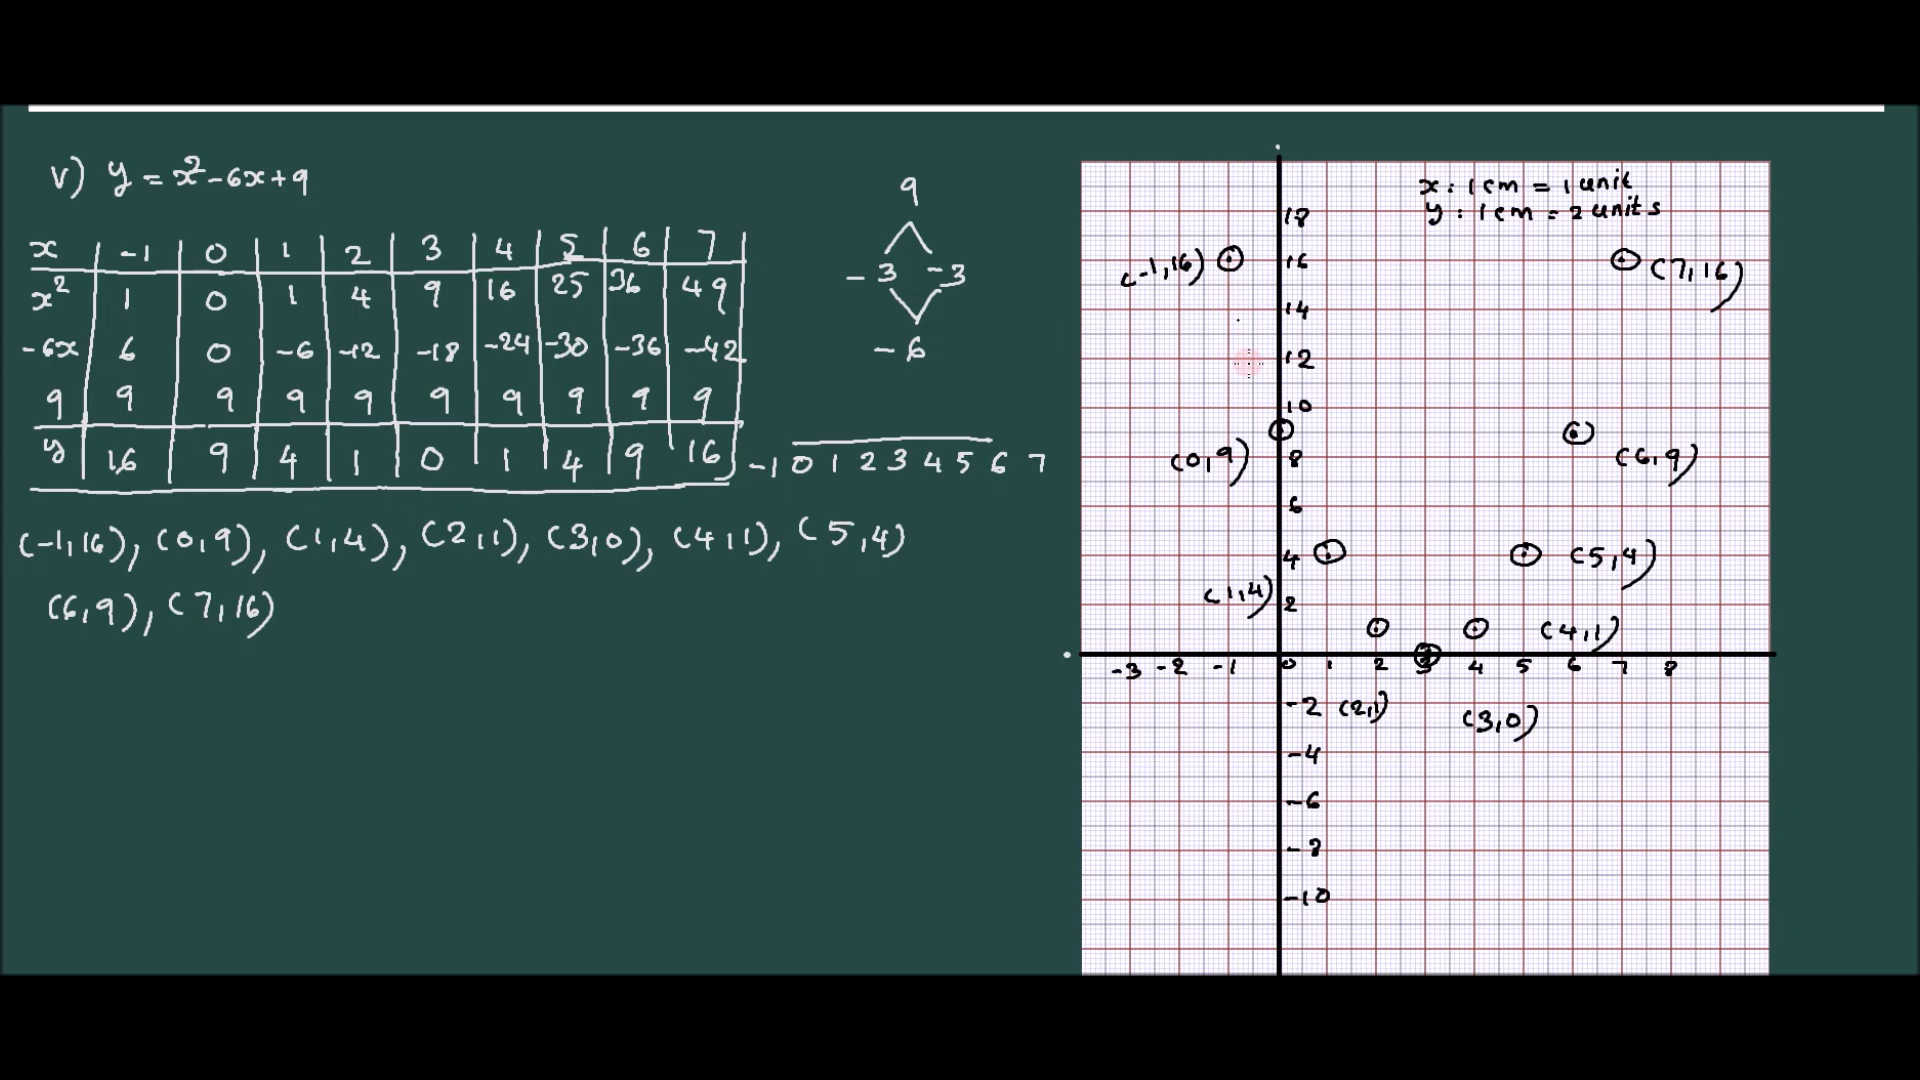 v) y = x² - 6x + 9
x -1 0 1 2 3 4 5 6 7
x² 1 0 1 4 9 16 25 36 49
-6x 6 0 -6 -12 -18 -24 -30 -36 -42
9 9 9 9 9 9 9 9 9 9
y 16 9 4 1 0 1 4 9 16
(-1,16), (0,9), (1,4), (2,1), (3,0), (4,1), (5,4)
(6,9), (7,16)
9
-3 -3
-6
-1 0 1 2 3 4 5 6 7
x : 1cm = 1 unit
y : 1cm = 2 units
18
(-1,16) 16 (7,16)
14
12
10
(0,9) 8 (6,9)
6
4 (5,4)
(1,4) 2
(4,1)
-3 -2 -1 0 1 2 3 4 5 6 7 8
-2 (2,1) (3,0)
-4
-6
-8
-10